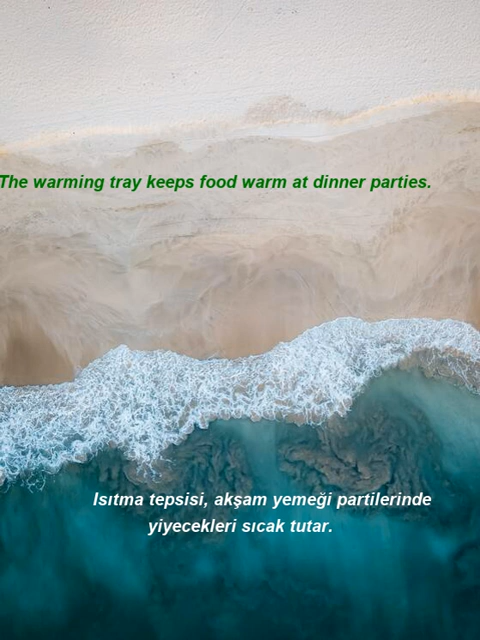 The warming tray keeps food warm at dinner parties.
Isıtma tepsisi, akşam yemeği partilerinde
yiyecekleri sıcak tutar.